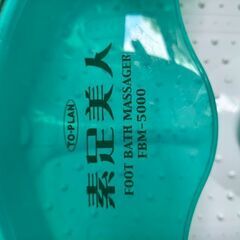 TO-PLAN
素足美人
FOOT BATH MASSAGER
FBM-5000